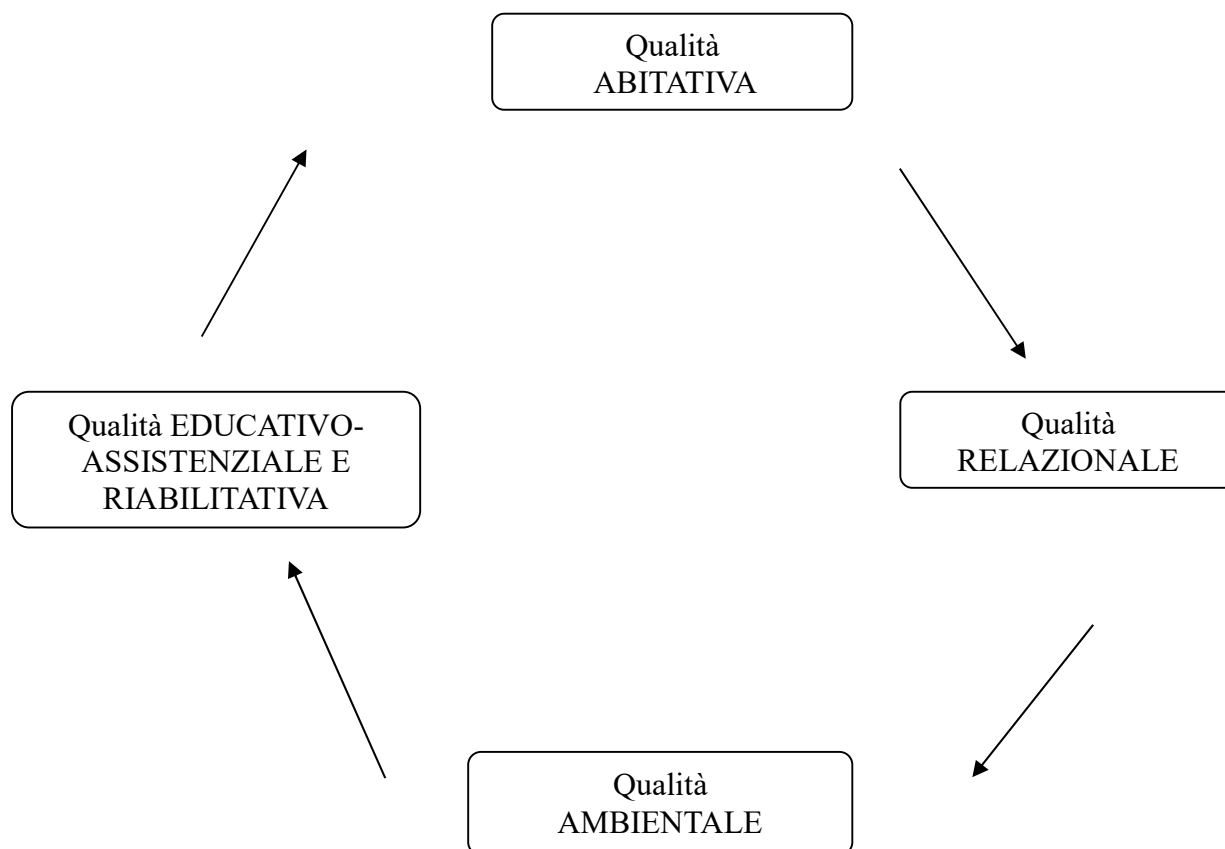 Qualità
ABITATIVA
Qualità EDUCATIVO-
ASSISTENZIALE E
RIABILITATIVA
Qualità
RELAZIONALE
Qualità
AMBIENTALE